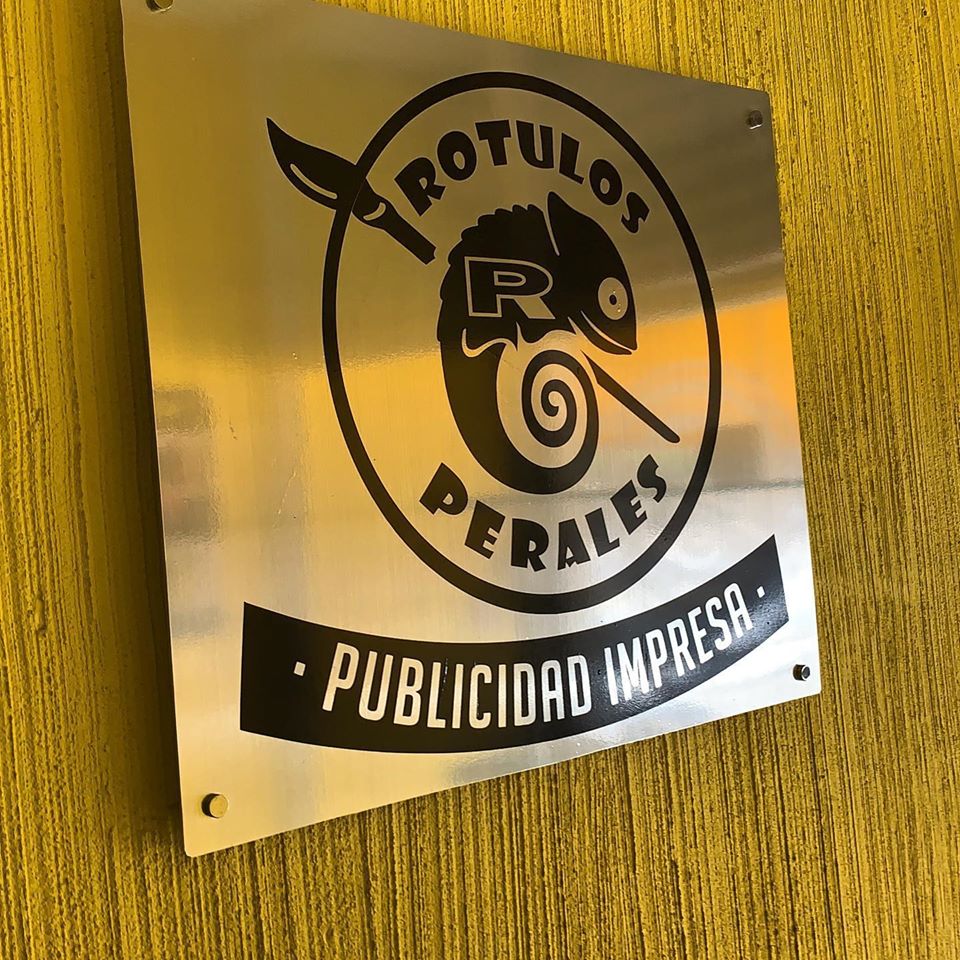 ROTULOS
R
PERALES
· PUBLICIDAD IMPRESA ·